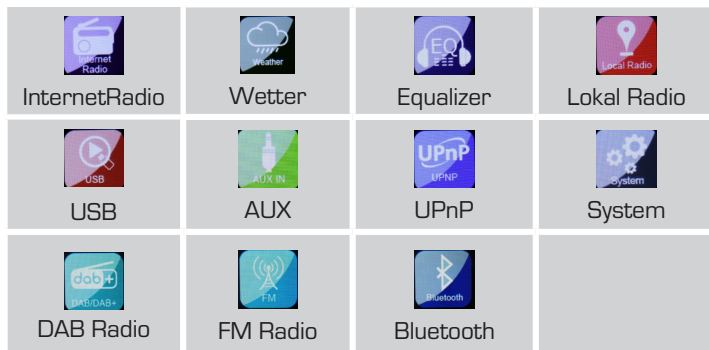 Internet
Radio
InternetRadio
Weather
Wetter
EQ
Equalizer
Local Radio
Lokal Radio
USB
USB
AUX IN
AUX
UPnP
UPNP
UPnP
System
System
dab+
DAB/DAB+
DAB Radio
FM
FM Radio
Bluetooth
Bluetooth